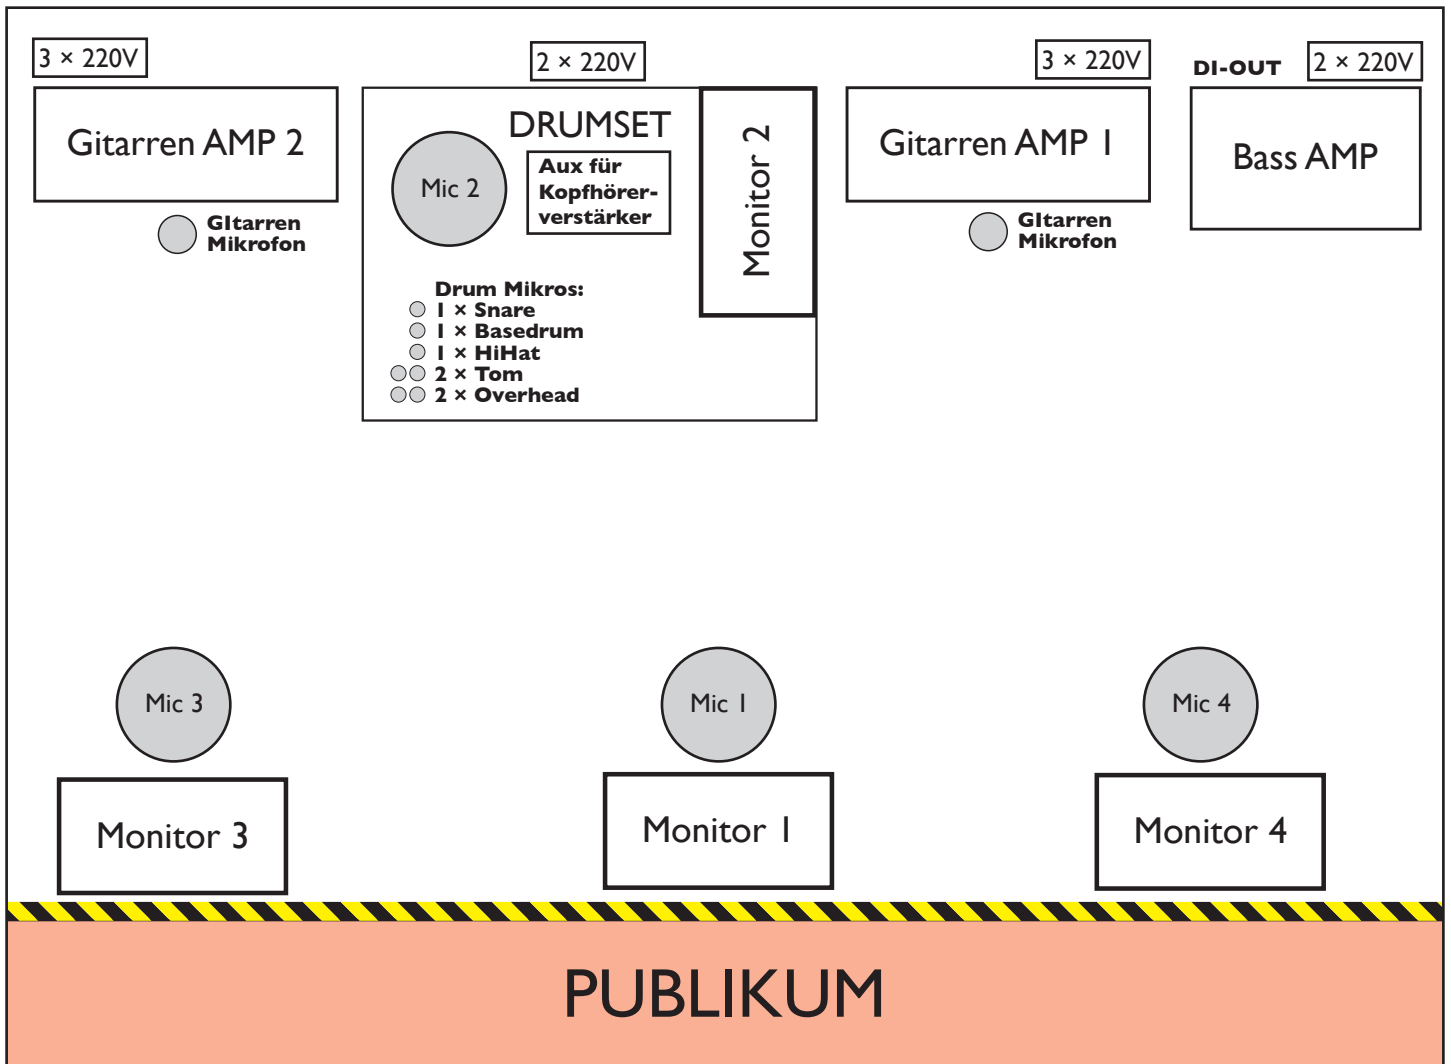 3 × 220V
2 × 220V
3 × 220V
DI-OUT
2 × 220V
Gitarren AMP 2
DRUMSET
Mic 2
Aux für
Kopfhörer-
verstärker
Monitor 2
Gitarren AMP 1
Bass AMP
GItarren
Mikrofon
GItarren
Mikrofon
Drum Mikros:
1 × Snare
1 × Basedrum
1 × HiHat
2 × Tom
2 × Overhead
Mic 3
Mic 1
Mic 4
Monitor 3
Monitor 1
Monitor 4
PUBLIKUM